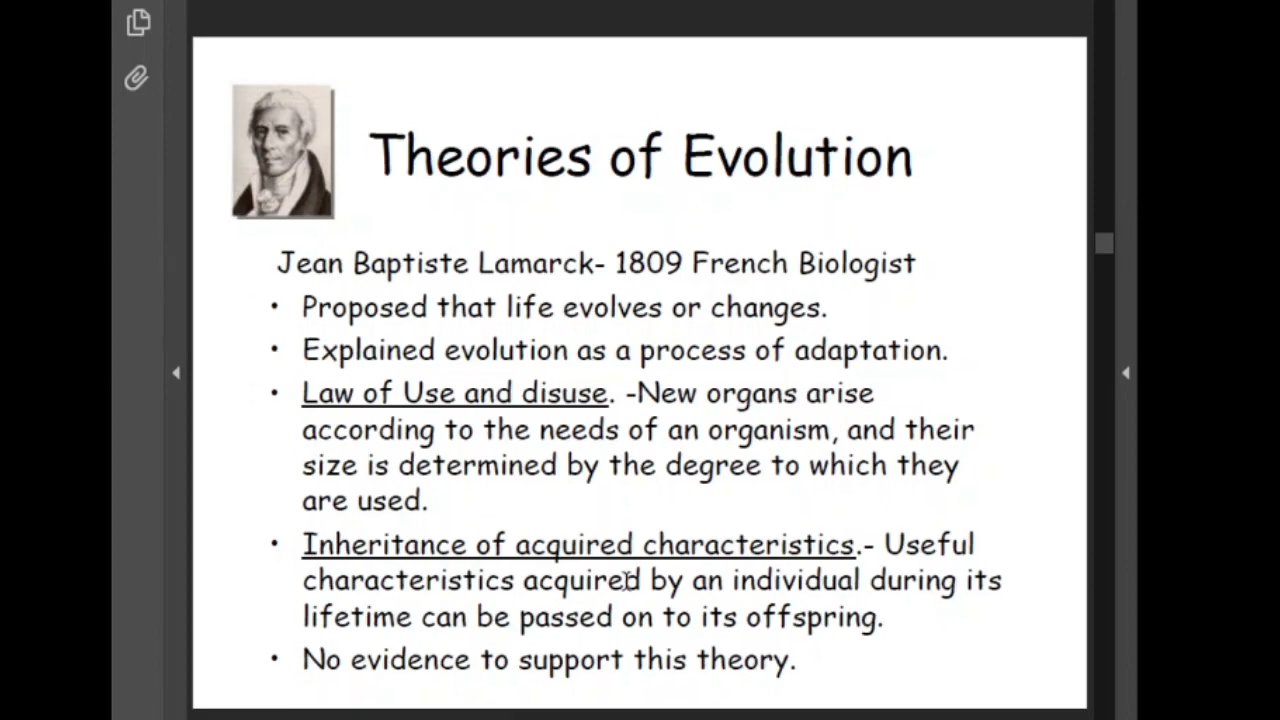 Theories of Evolution
Jean Baptiste Lamarck- 1809 French Biologist
• Proposed that life evolves or changes.
• Explained evolution as a process of adaptation.
• Law of Use and disuse. -New organs arise
according to the needs of an organism, and their
size is determined by the degree to which they
are used.
• Inheritance of acquired characteristics.- Useful
characteristics acquired by an individual during its
lifetime can be passed on to its offspring.
• No evidence to support this theory.